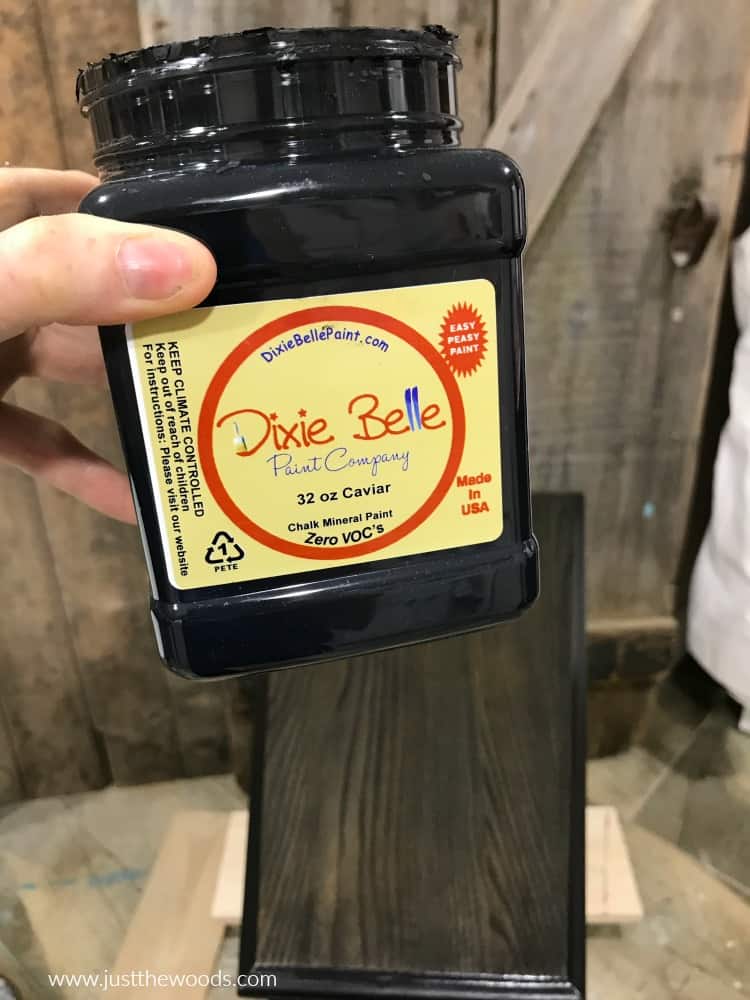 DixieBellePaint.com
EASY
PEASY
PAINT
Dixie Belle
Paint Company
32 oz Caviar
Chalk Mineral Paint
Zero VOC's
Made
In
USA
KEEP CLIMATE CONTROLLED
Keep out of reach of children
For instructions: Please visit our website
1
PETE
www.justthewoods.com